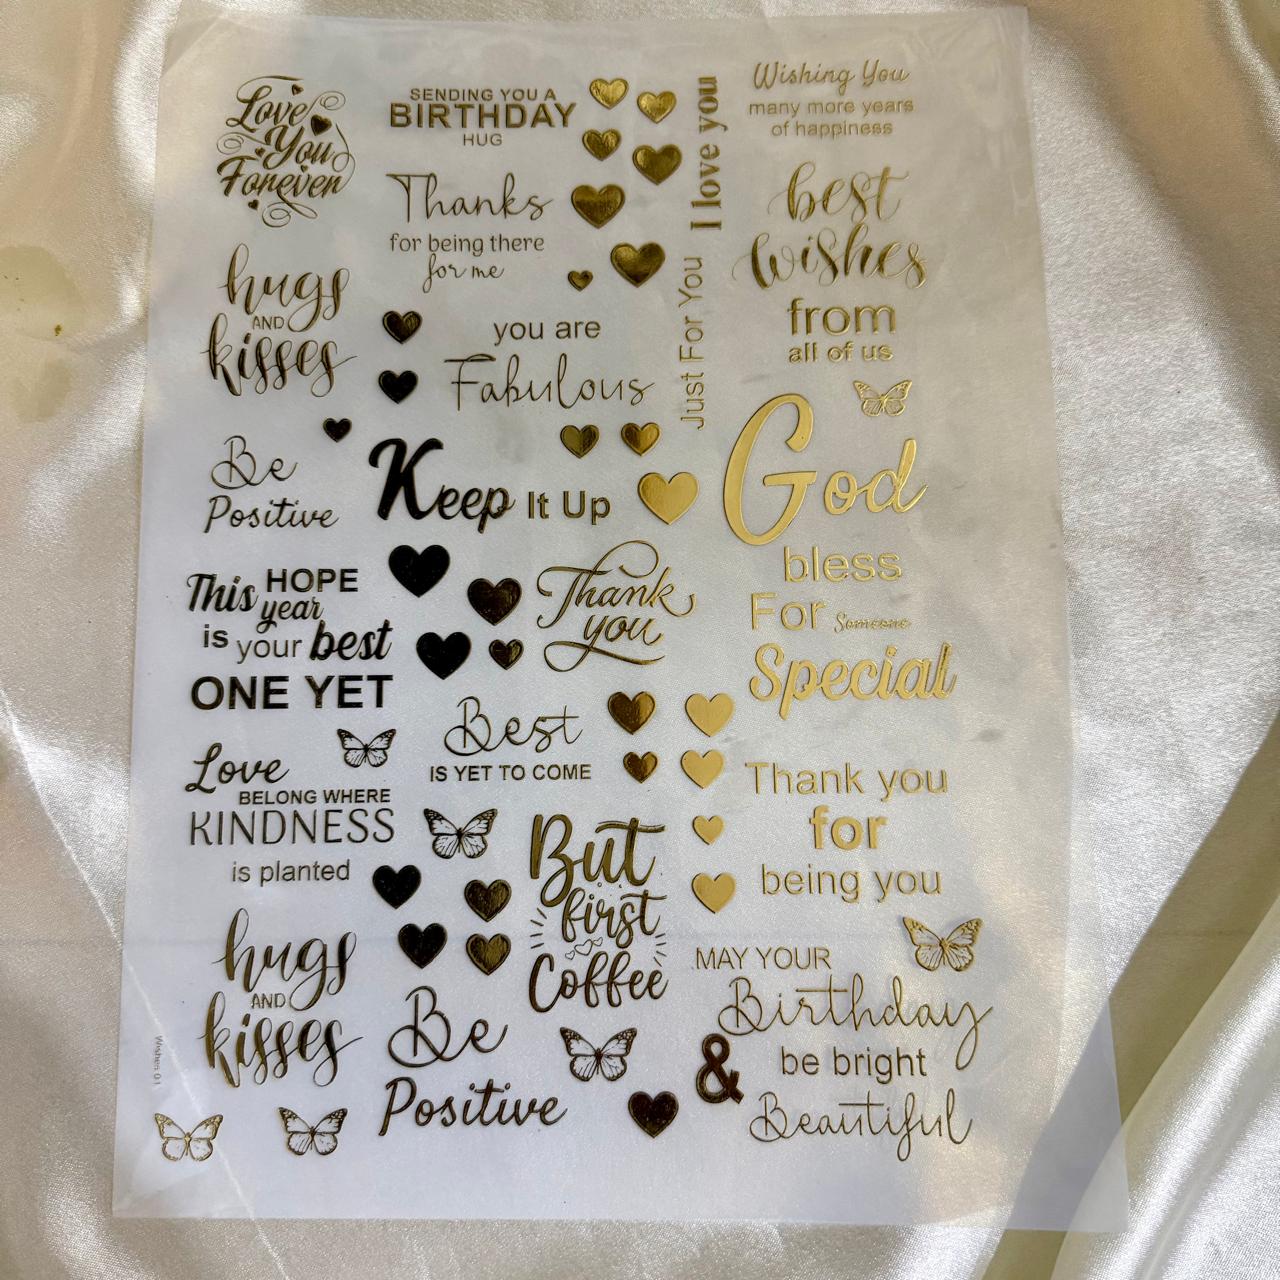 Love
You
Forever
SENDING YOU A
BIRTHDAY
HUG
Thanks
for being there
for me
I love you
Just For You
Wishing You
many more years
of happiness
best
wishes
from
all of us
hugs
AND
kisses
you are
Fabulous
Be
Positive
Keep It Up
God
bless
For Someone
Special
This HOPE
year
is your best
ONE YET
Thank
you
Best
IS YET TO COME
Love
BELONG WHERE
KINDNESS
is planted
But
first
Coffee
Thank you
for
being you
hugs
AND
kisses
Be
Positive
MAY YOUR
Birthday
& be bright
Beautiful
Wishes 01